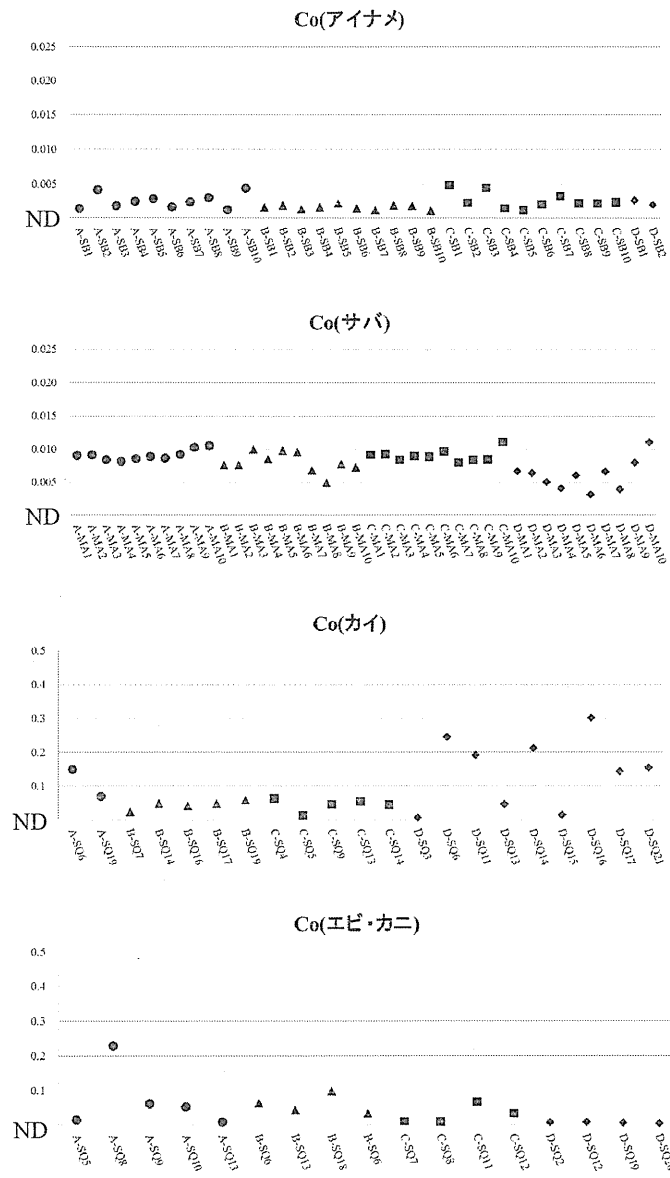 Co(アイナメ)
0.025
0.020
0.015
0.010
0.005
ND
A-SB1 A-SB2 A-SB3 A-SB4 A-SB5 A-SB6 A-SB7 A-SB8 A-SB9 A-SB10 B-SB1 B-SB2 B-SB3 B-SB4 B-SB5 B-SB6 B-SB7 B-SB8 B-SB9 B-SB10 C-SB1 C-SB2 C-SB3 C-SB4 C-SB5 C-SB6 C-SB7 C-SB8 C-SB9 C-SB10 D-SB1 D-SB2
Co(サバ)
0.025
0.020
0.015
0.010
0.005
ND
A-MA1 A-MA2 A-MA3 A-MA4 A-MA5 A-MA6 A-MA7 A-MA8 A-MA9 A-MA10 B-MA1 B-MA2 B-MA3 B-MA4 B-MA5 B-MA6 B-MA7 B-MA8 B-MA9 B-MA10 C-MA1 C-MA2 C-MA3 C-MA4 C-MA5 C-MA6 C-MA7 C-MA8 C-MA9 C-MA10 D-MA1 D-MA2 D-MA3 D-MA4 D-MA5 D-MA6 D-MA7 D-MA8 D-MA9 D-MA10
Co(カイ)
0.5
0.4
0.3
0.2
0.1
ND
A-SQ6 A-SQ19 B-SQ7 B-SQ14 B-SQ16 B-SQ17 B-SQ19 C-SQ4 C-SQ5 C-SQ9 C-SQ13 C-SQ14 D-SQ3 D-SQ6 D-SQ11 D-SQ13 D-SQ14 D-SQ15 D-SQ16 D-SQ17 D-SQ21
Co(エビ・カニ)
0.5
0.4
0.3
0.2
0.1
ND
A-SQ5 A-SQ8 A-SQ9 A-SQ10 A-SQ13 B-SQ6 B-SQ13 B-SQ18 B-SQ6 C-SQ7 C-SQ8 C-SQ11 C-SQ12 D-SQ2 D-SQ12 D-SQ19